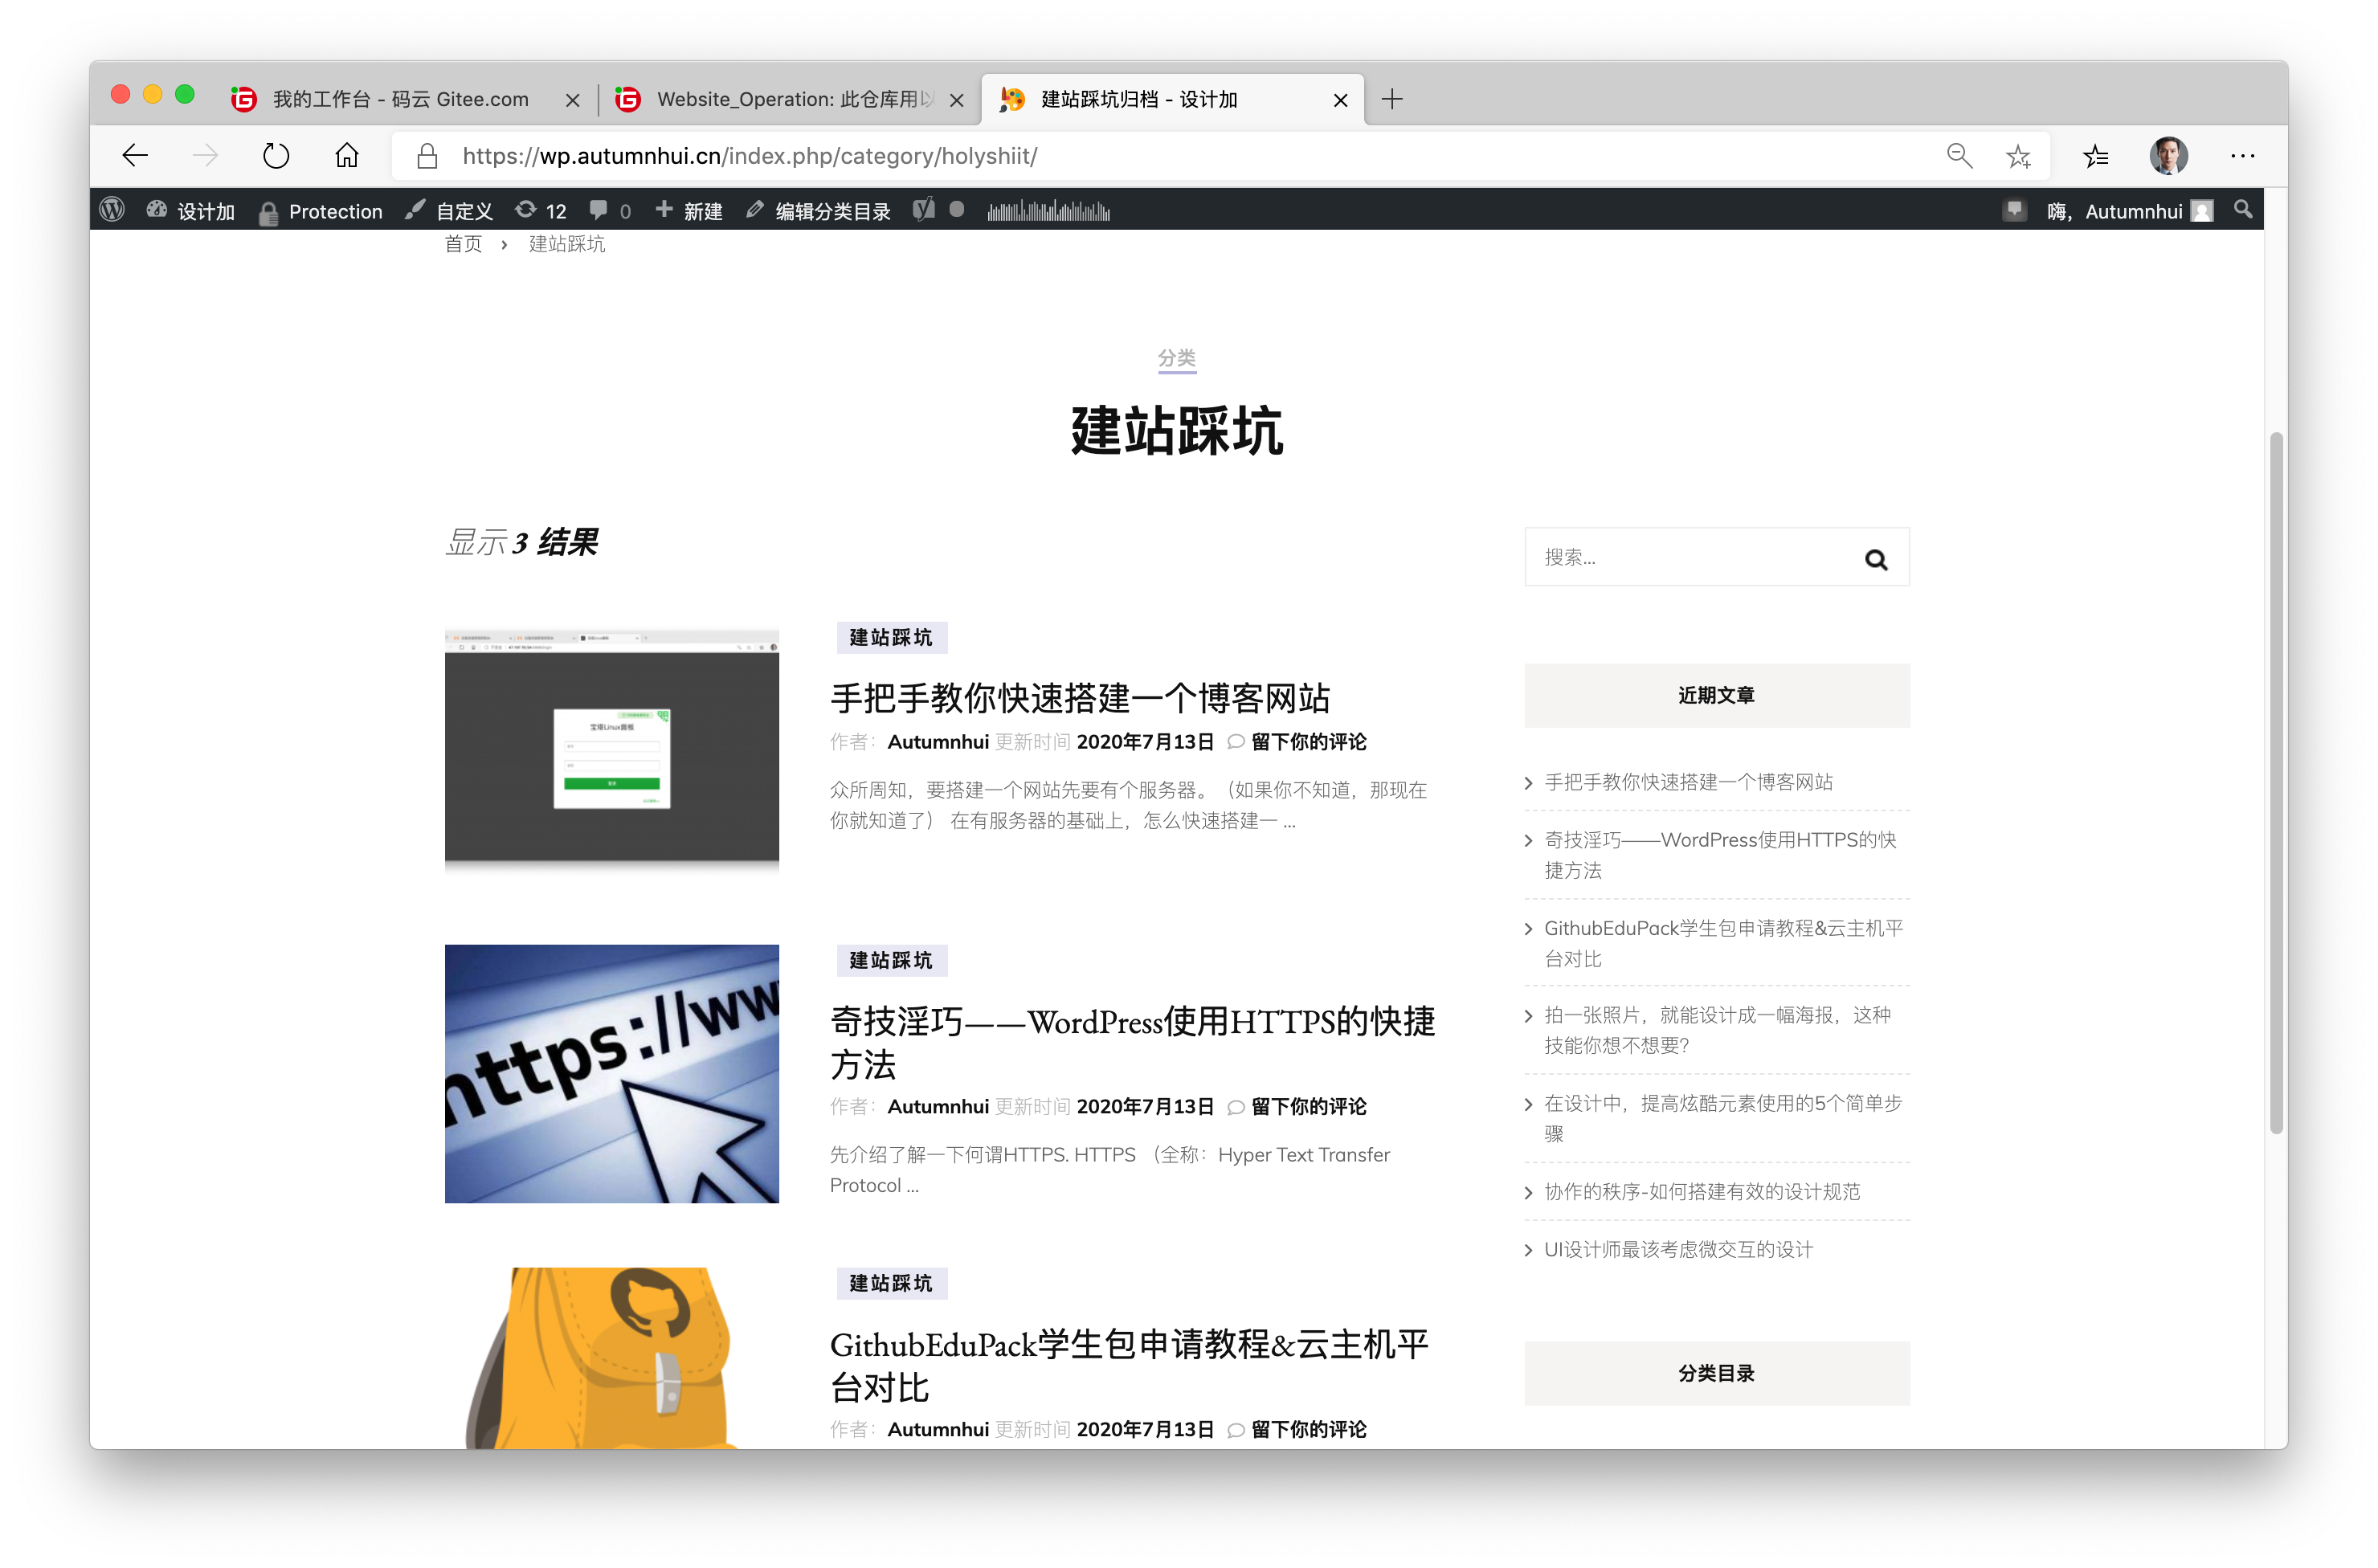 我的工作台 - 码云 Gitee.com
Website_Operation: 此仓库用以
建站踩坑归档 - 设计加
https://wp.autumnhui.cn/index.php/category/holyshiit/
设计加 Protection 自定义 12 0 新建 编辑分类目录 嗨，Autumnhui
首页 › 建站踩坑
分类
建站踩坑
显示 3 结果
建站踩坑
手把手教你快速搭建一个博客网站
作者： Autumnhui 更新时间 2020年7月13日 留下你的评论
众所周知，要搭建一个网站先要有个服务器。（如果你不知道，那现在
你就知道了） 在有服务器的基础上，怎么快速搭建一 ...
宝塔Linux面板
建站踩坑
奇技淫巧——WordPress使用HTTPS的快捷
方法
作者： Autumnhui 更新时间 2020年7月13日 留下你的评论
先介绍了解一下何谓HTTPS. HTTPS （全称：Hyper Text Transfer
Protocol ...
https://ww
建站踩坑
GithubEduPack学生包申请教程&云主机平
台对比
作者： Autumnhui 更新时间 2020年7月13日 留下你的评论
搜索...
近期文章
手把手教你快速搭建一个博客网站
奇技淫巧——WordPress使用HTTPS的快
捷方法
GithubEduPack学生包申请教程&云主机平
台对比
拍一张照片，就能设计成一幅海报，这种
技能你想不想要？
在设计中，提高炫酷元素使用的5个简单步
骤
协作的秩序-如何搭建有效的设计规范
UI设计师最该考虑微交互的设计
分类目录